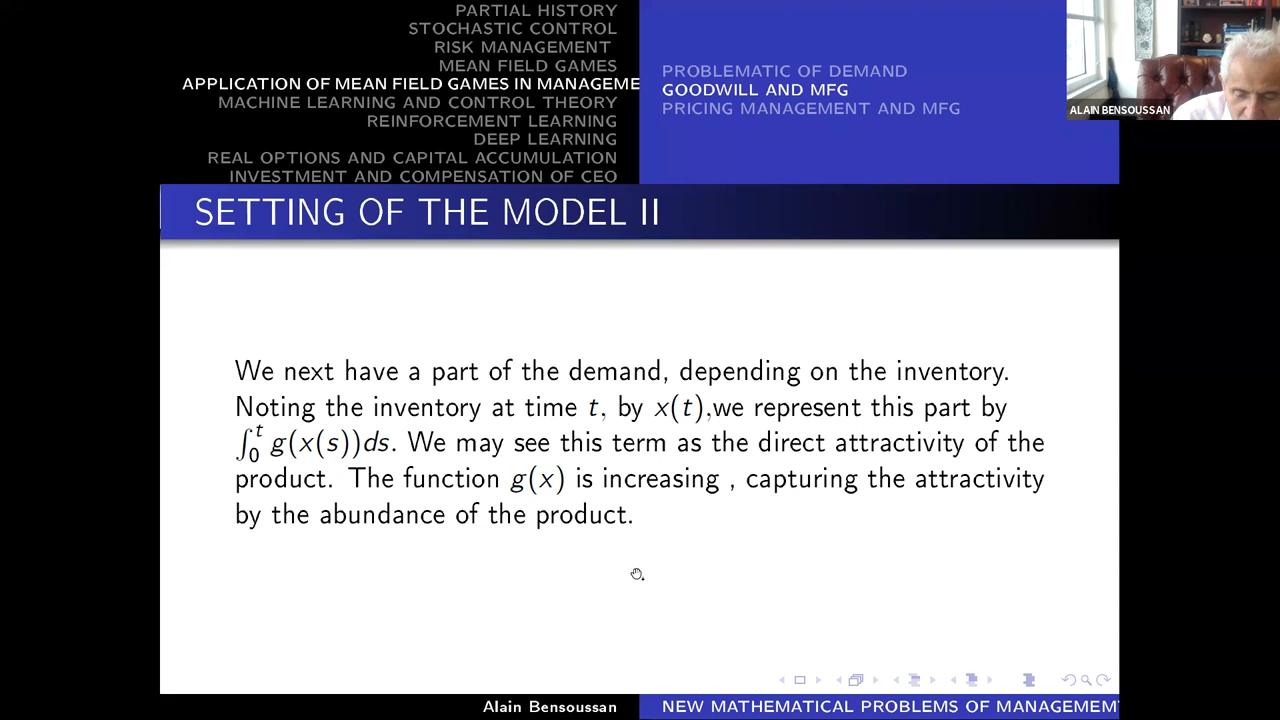 PARTIAL HISTORY
STOCHASTIC CONTROL
RISK MANAGEMENT
MEAN FIELD GAMES
APPLICATION OF MEAN FIELD GAMES IN MANAGEME
MACHINE LEARNING AND CONTROL THEORY
REINFORCEMENT LEARNING
DEEP LEARNING
REAL OPTIONS AND CAPITAL ACCUMULATION
INVESTMENT AND COMPENSATION OF CEO
PROBLEMATIC OF DEMAND
GOODWILL AND MFG
PRICING MANAGEMENT AND MFG
ALAIN BENSOUSSAN
SETTING OF THE MODEL II
We next have a part of the demand, depending on the inventory.
Noting the inventory at time t, by x(t),we represent this part by
∫₀ᵗ g(x(s))ds. We may see this term as the direct attractivity of the
product. The function g(x) is increasing , capturing the attractivity
by the abundance of the product.
Alain Bensoussan
NEW MATHEMATICAL PROBLEMS OF MANAGEMENT